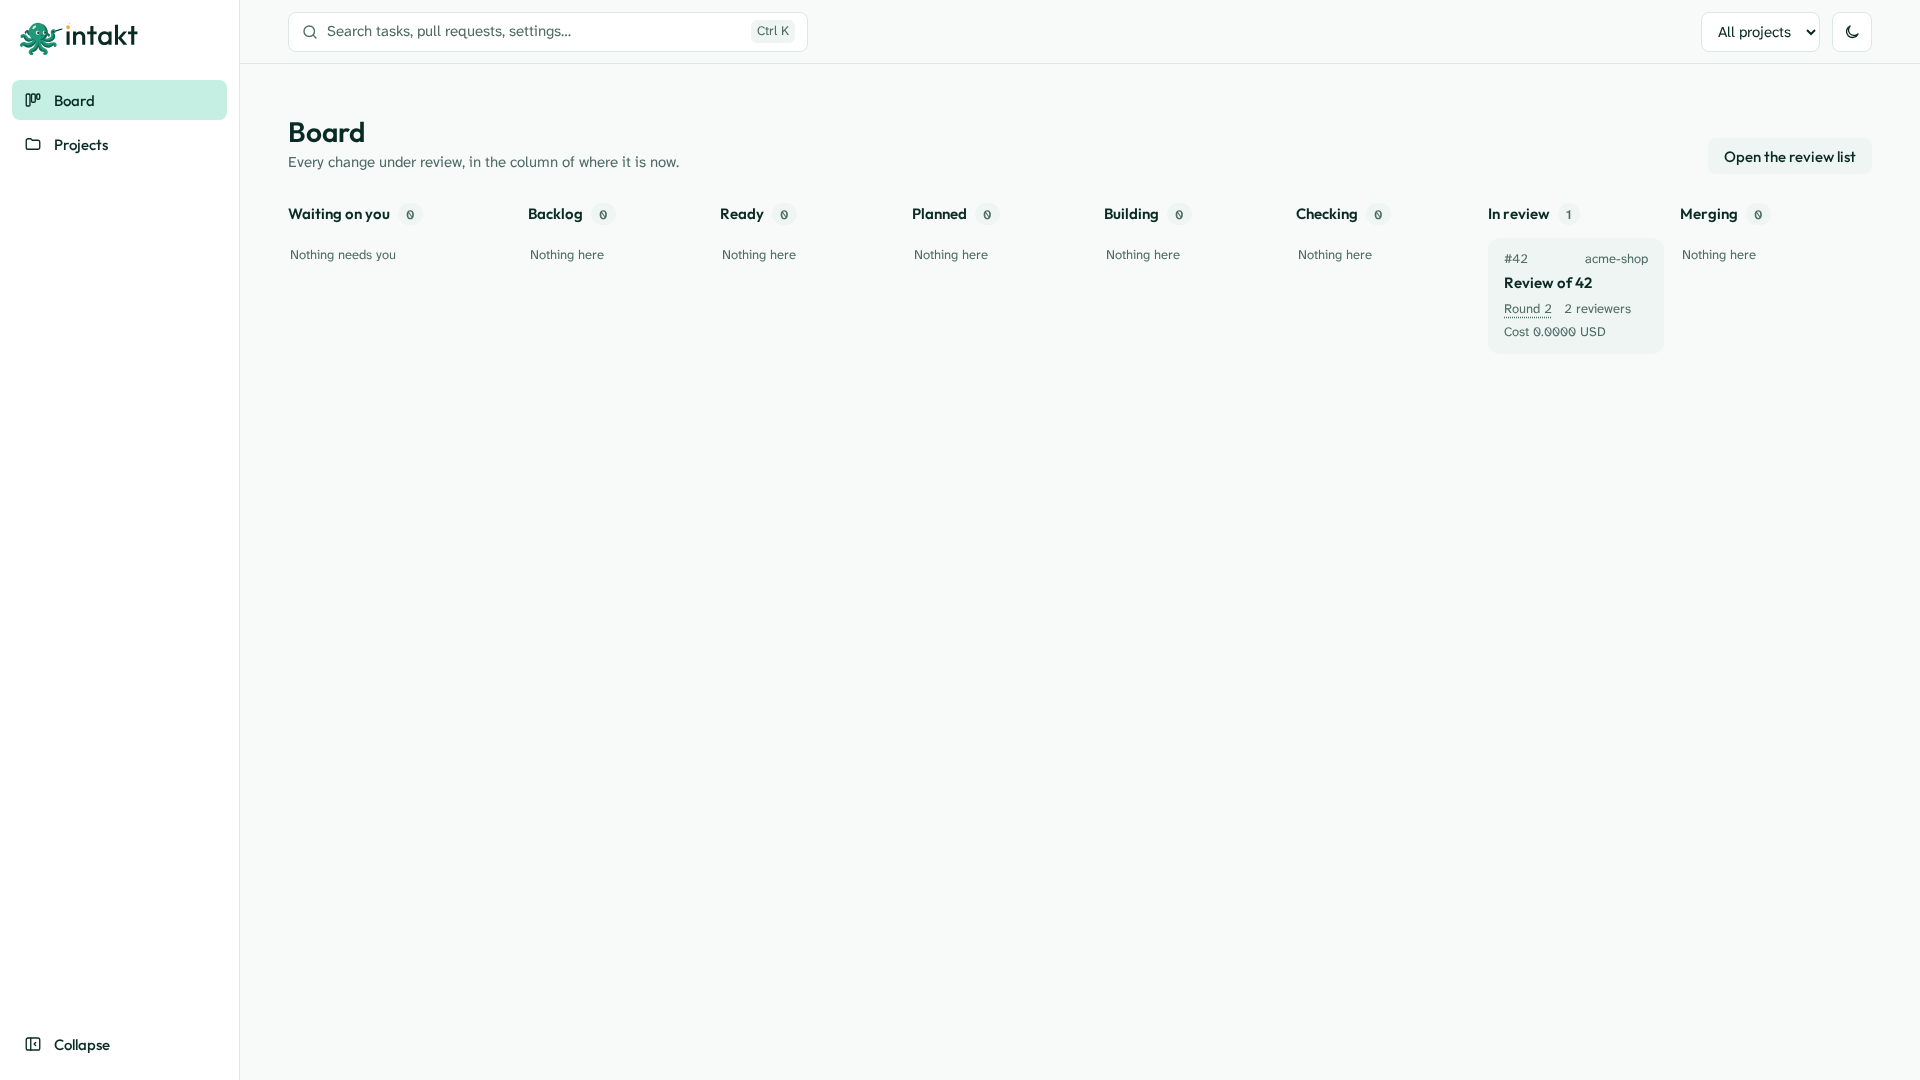 intakt
Search tasks, pull requests, settings...
Ctrl K
All projects
Board
Projects
Board
Every change under review, in the column of where it is now.
Open the review list
Waiting on you 0
Nothing needs you
Backlog 0
Nothing here
Ready 0
Nothing here
Planned 0
Nothing here
Building 0
Nothing here
Checking 0
Nothing here
In review 1
#42 acme-shop
Review of 42
Round 2 2 reviewers
Cost 0.0000 USD
Merging 0
Nothing here
Collapse